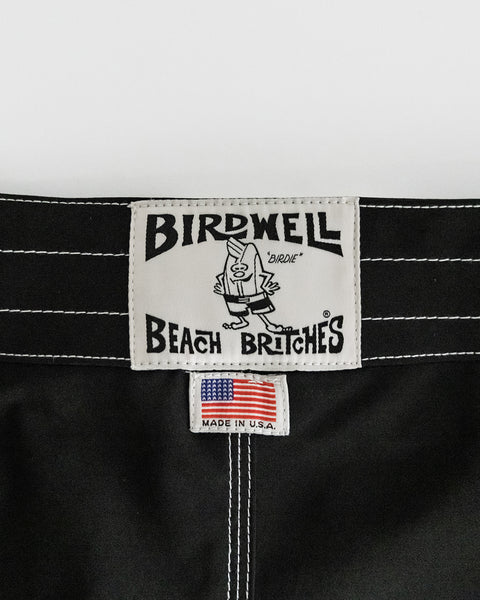 BIRDWELL
"BIRDIE"
BEACH BRITCHES®
MADE IN U.S.A.